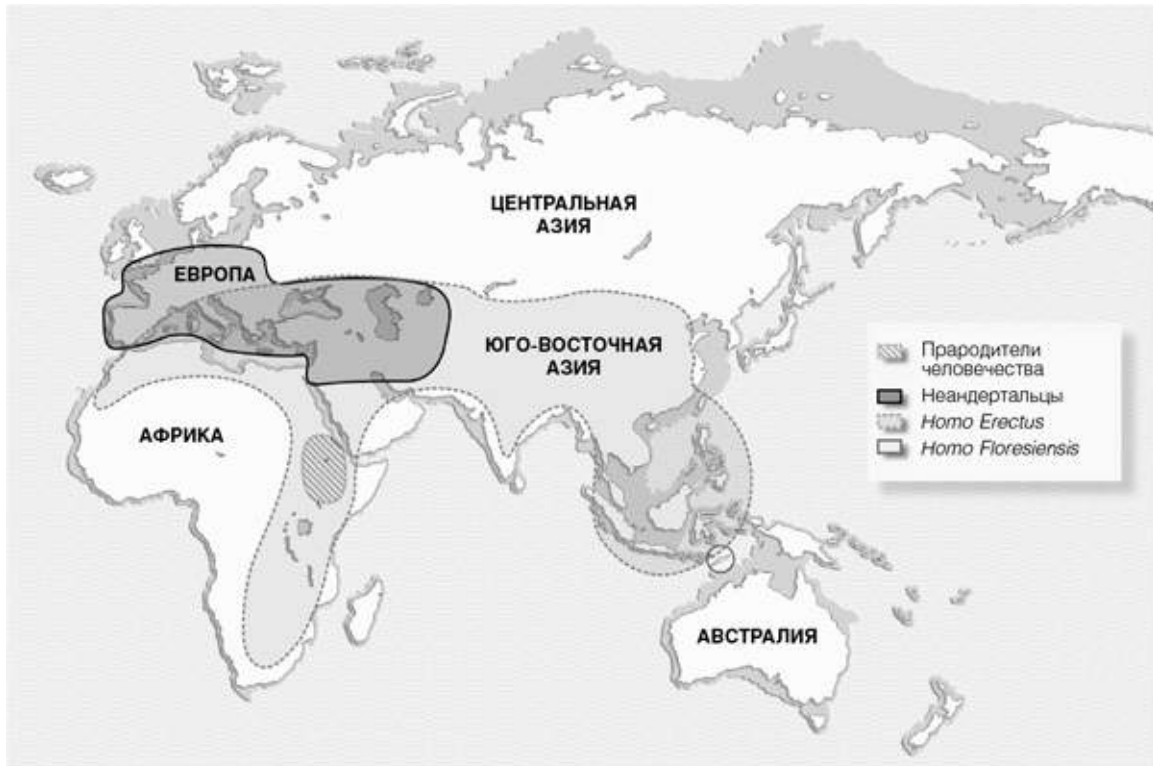 ЦЕНТРАЛЬНАЯ
АЗИЯ
ЕВРОПА
ЮГО-ВОСТОЧНАЯ
АЗИЯ
АФРИКА
АВСТРАЛИЯ
Прародители
человечества
Неандертальцы
Homo Erectus
Homo Floresiensis